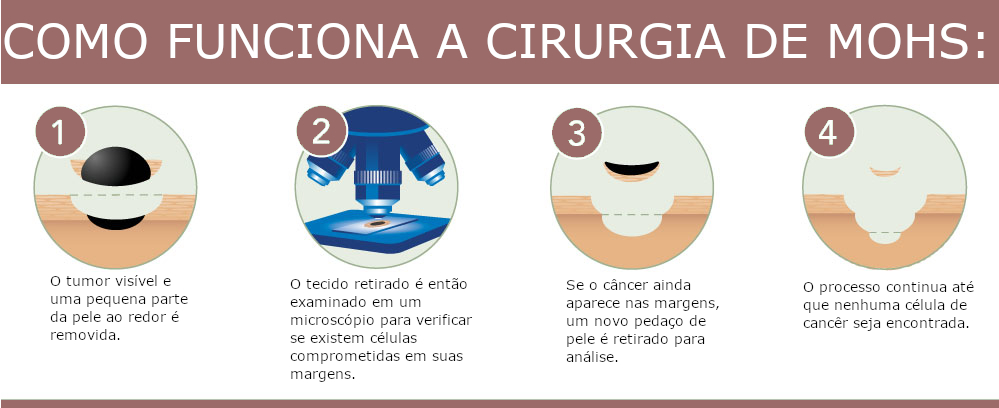 COMO FUNCIONA A CIRURGIA DE MOHS:
1
O tumor visível e
uma pequena parte
da pele ao redor é
removida.
2
O tecido retirado é então
examinado em um
microscópio para verificar
se existem células
comprometidas em suas
margens.
3
Se o câncer ainda
aparece nas margens,
um novo pedaço de
pele é retirado para
análise.
4
O processo continua até
que nenhuma célula de
cancêr seja encontrada.